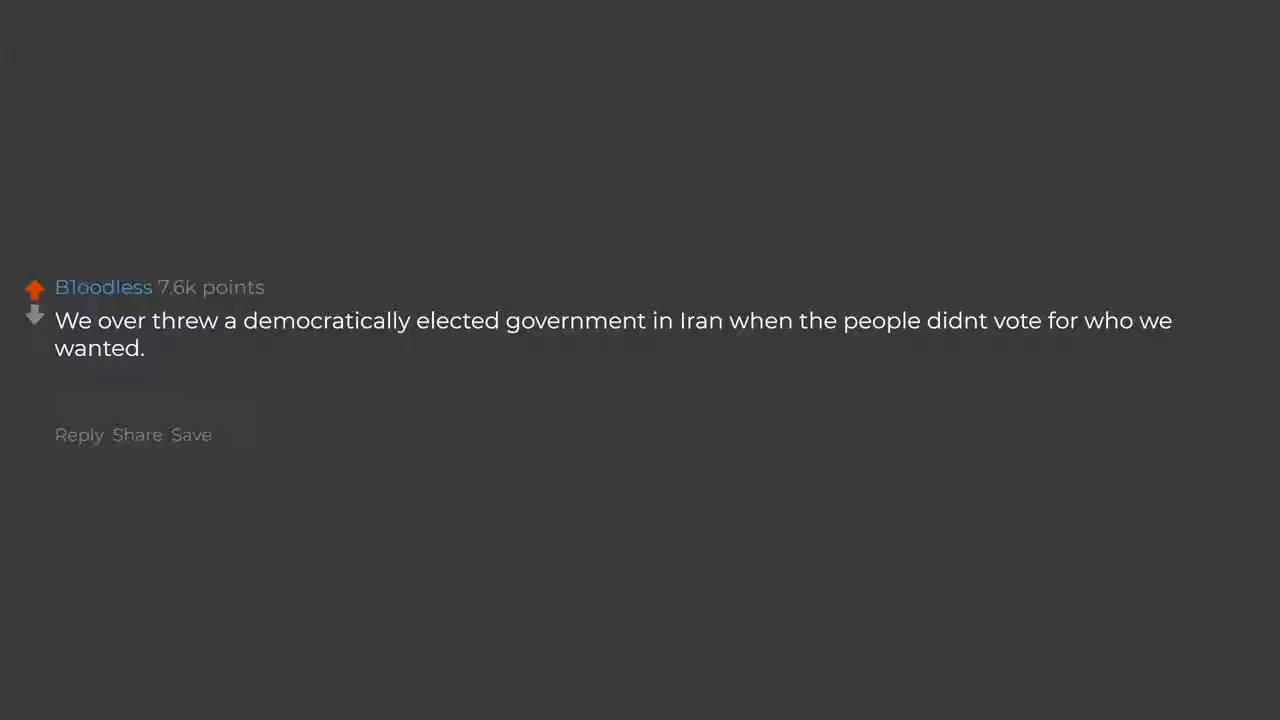 B1oodless 7.6k points
We over threw a democratically elected government in Iran when the people didnt vote for who we
wanted.
Reply Share Save